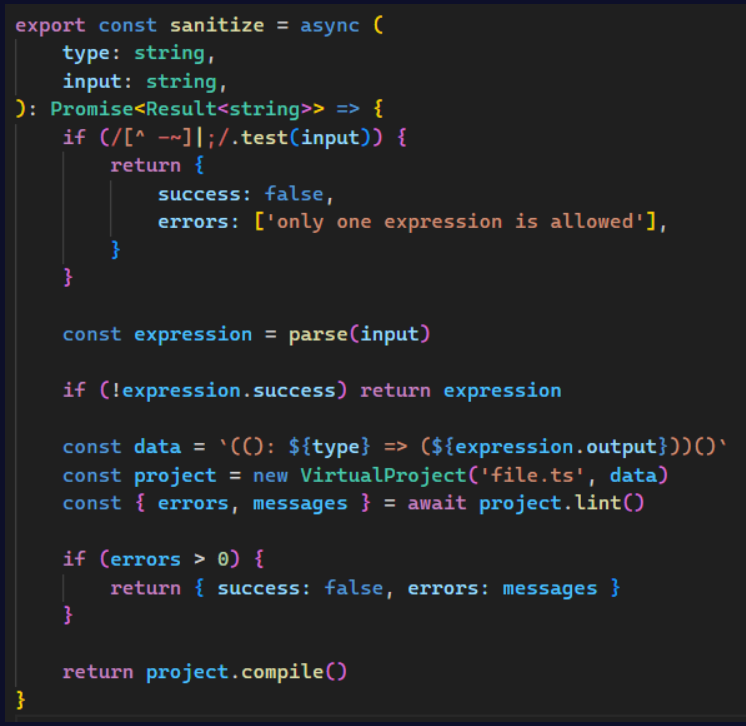 export const sanitize = async (
    type: string,
    input: string,
): Promise<Result<string>> => {
    if (/[^ -~]|;/.test(input)) {
        return {
            success: false,
            errors: ['only one expression is allowed'],
        }
    }

    const expression = parse(input)

    if (!expression.success) return expression

    const data = `((): ${type} => (${expression.output}))()`
    const project = new VirtualProject('file.ts', data)
    const { errors, messages } = await project.lint()

    if (errors > 0) {
        return { success: false, errors: messages }
    }

    return project.compile()
}